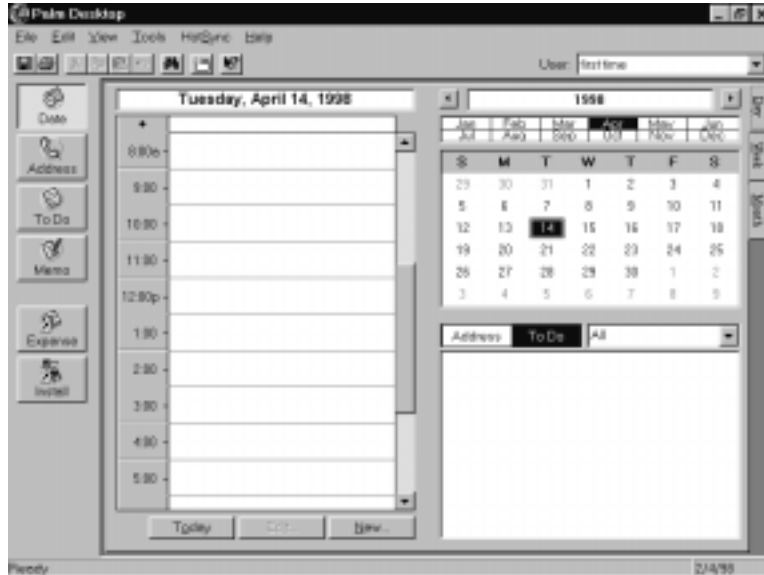 Palm Desktop
File Edit View Tools HotSync Help
User: first time
Date
Address
To Do
Memo
Expense
Install
Tuesday, April 14, 1998
8:00a
9:00
10:00
11:00
12:00p
1:00
2:00
3:00
4:00
5:00
Today Edit... New...
1998
Jan Feb Mar Apr May Jun
Jul Aug Sep Oct Nov Dec
S M T W T F S
29 30 31 1 2 3 4
5 6 7 8 9 10 11
12 13 14 15 16 17 18
19 20 21 22 23 24 25
26 27 28 29 30 1 2
3 4 5 6 7 8 9
Address To Do All
Day
Week
Month
Ready 2/4/98